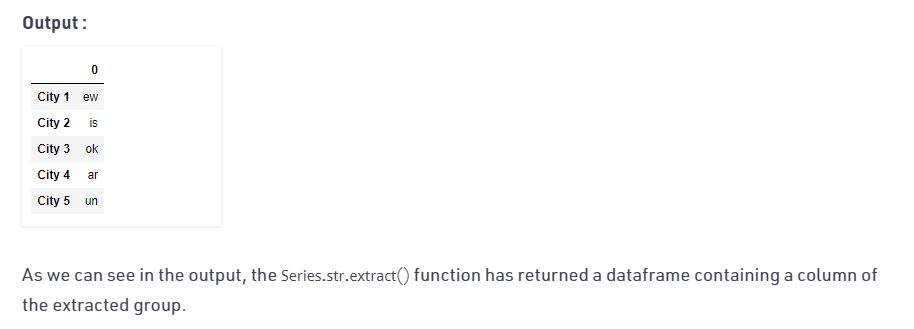 Output :
0
City 1 ew
City 2 is
City 3 ok
City 4 ar
City 5 un
As we can see in the output, the Series.str.extract() function has returned a dataframe containing a column of
the extracted group.